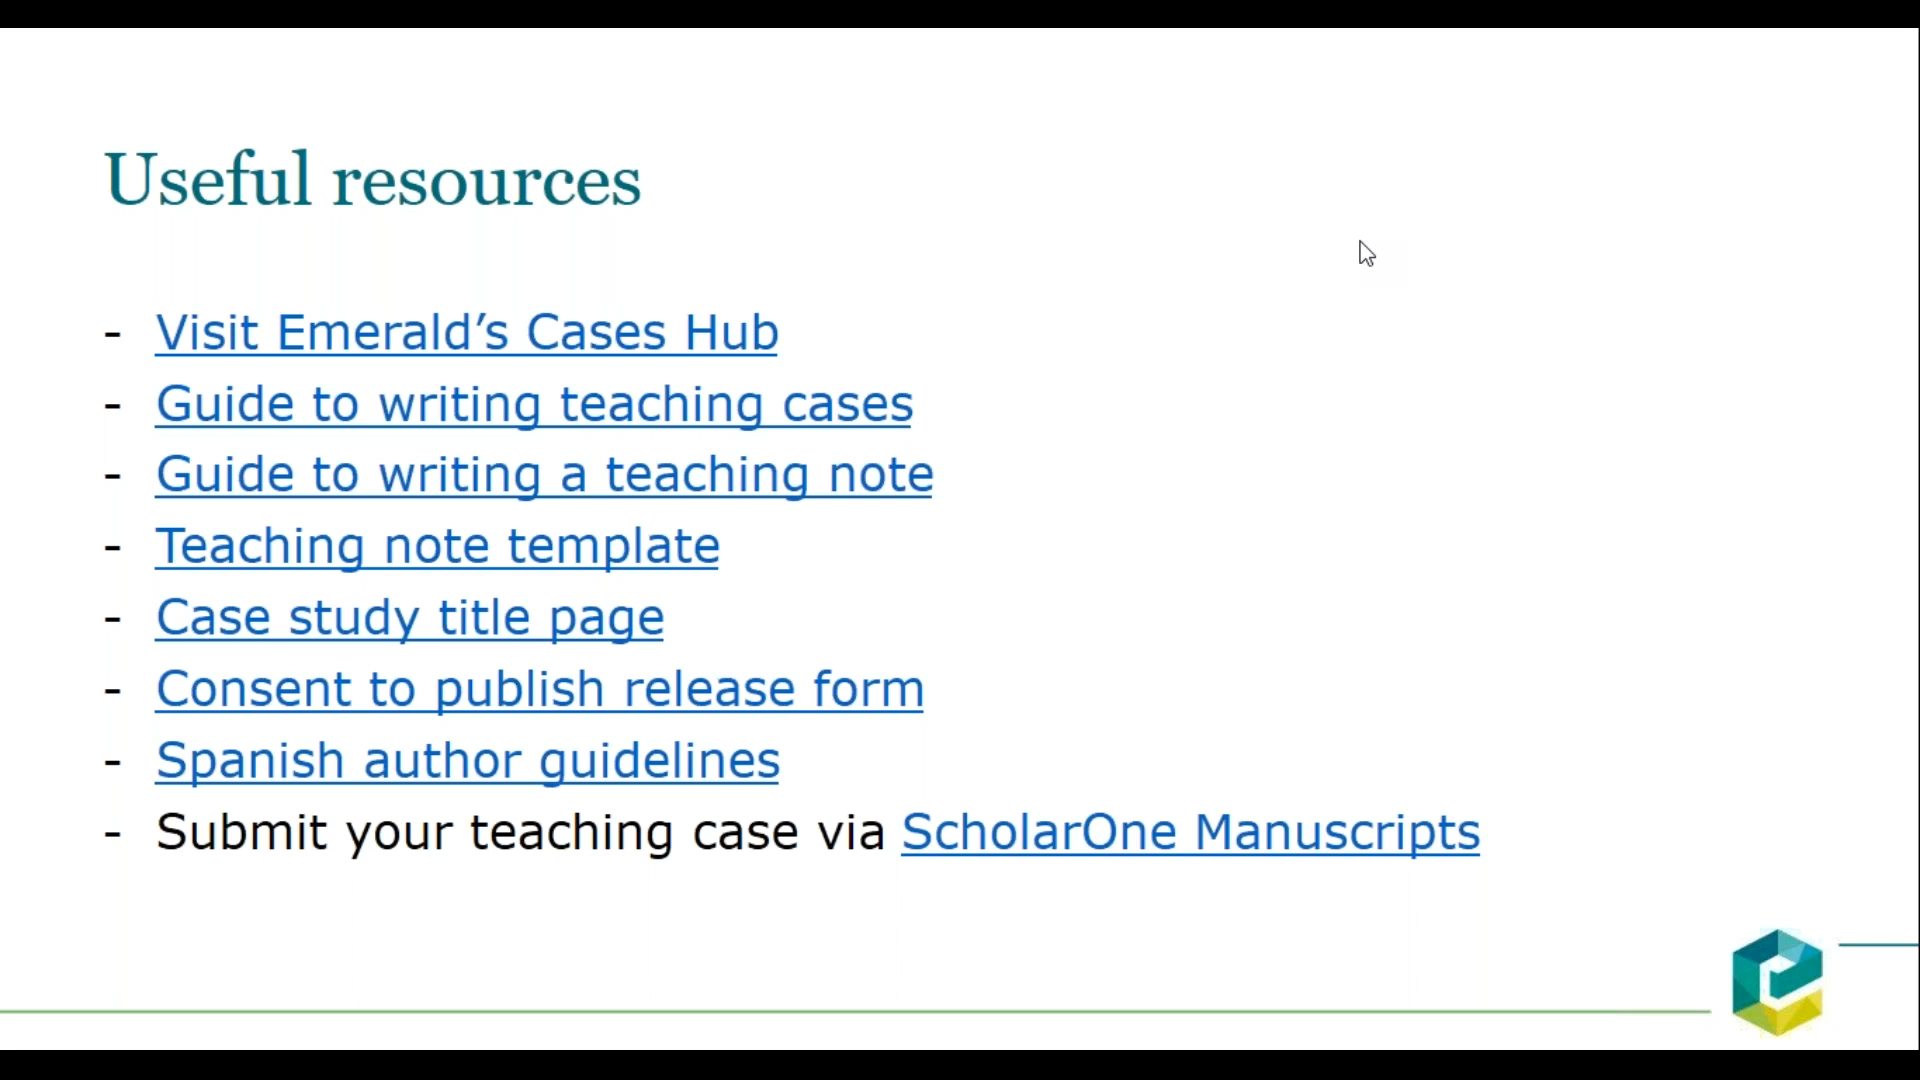 Useful resources
- Visit Emerald’s Cases Hub
- Guide to writing teaching cases
- Guide to writing a teaching note
- Teaching note template
- Case study title page
- Consent to publish release form
- Spanish author guidelines
- Submit your teaching case via ScholarOne Manuscripts